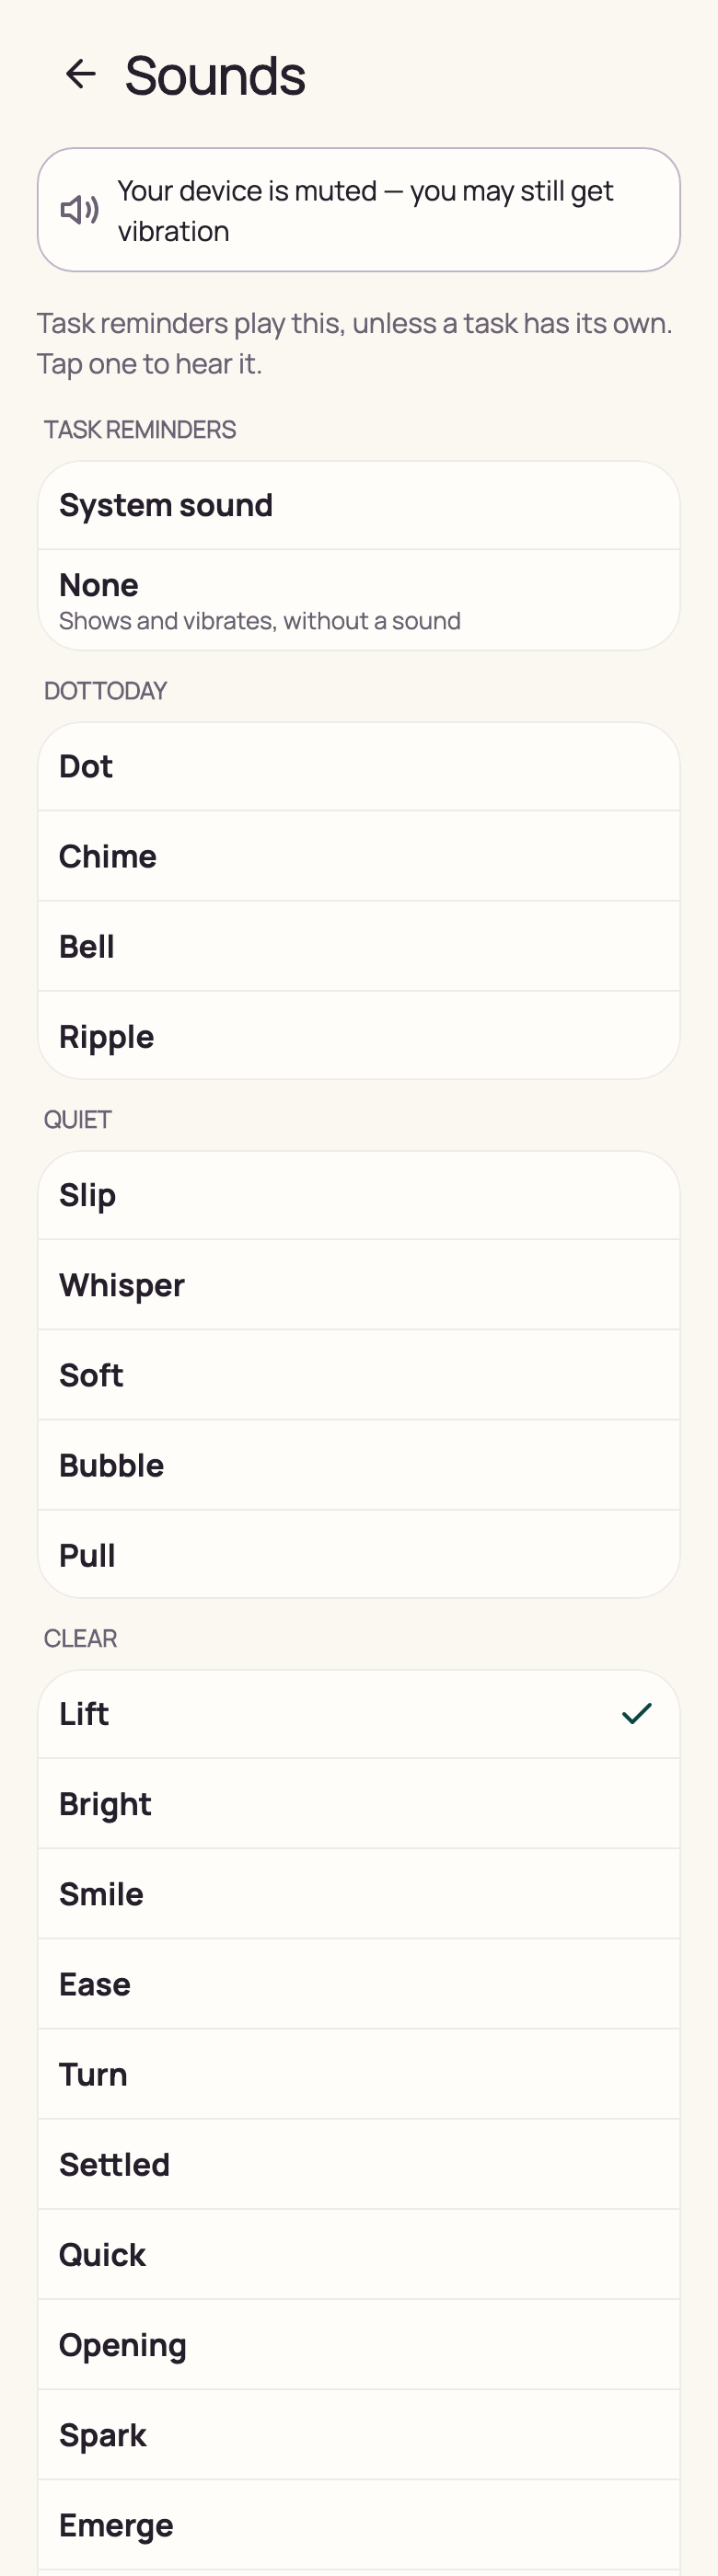 Sounds
Your device is muted — you may still get
vibration
Task reminders play this, unless a task has its own.
Tap one to hear it.
TASK REMINDERS
System sound
None
Shows and vibrates, without a sound
DOTTODAY
Dot
Chime
Bell
Ripple
QUIET
Slip
Whisper
Soft
Bubble
Pull
CLEAR
Lift
Bright
Smile
Ease
Turn
Settled
Quick
Opening
Spark
Emerge